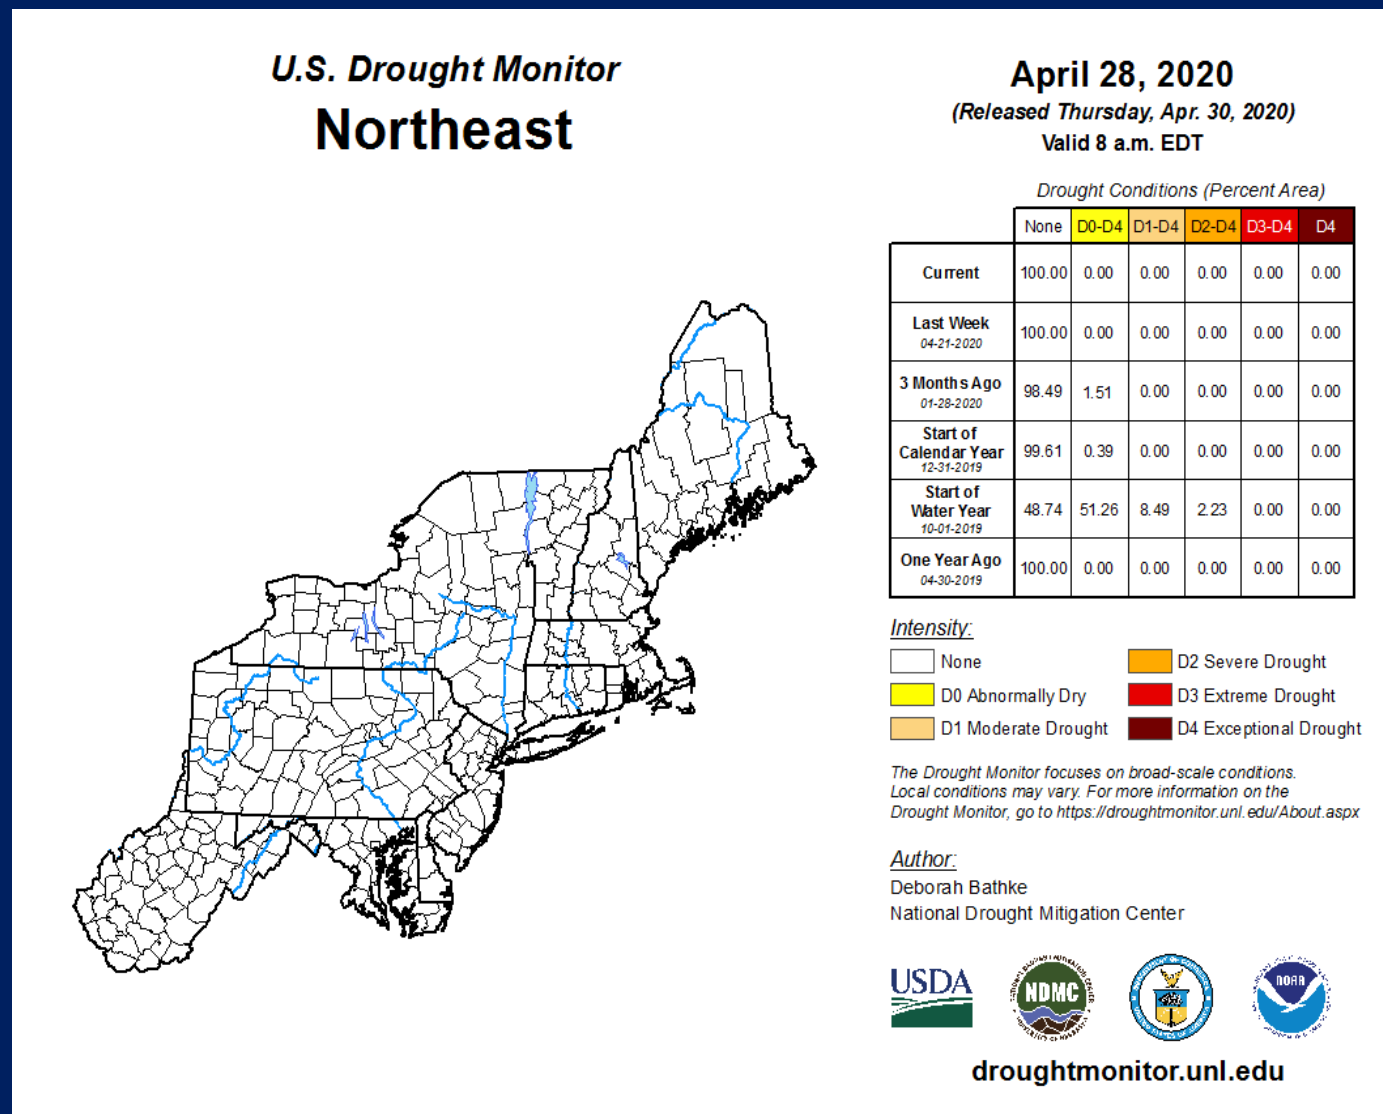 U.S. Drought Monitor
Northeast
April 28, 2020
(Released Thursday, Apr. 30, 2020)
Valid 8 a.m. EDT
Drought Conditions (Percent Area)
None D0-D4 D1-D4 D2-D4 D3-D4 D4
Current 100.00 0.00 0.00 0.00 0.00 0.00
Last Week
04-21-2020
100.00 0.00 0.00 0.00 0.00 0.00
3 Months Ago
01-28-2020
98.49 1.51 0.00 0.00 0.00 0.00
Start of
Calendar Year
12-31-2019
99.61 0.39 0.00 0.00 0.00 0.00
Start of
Water Year
10-01-2019
48.74 51.26 8.49 2.23 0.00 0.00
One Year Ago
04-30-2019
100.00 0.00 0.00 0.00 0.00 0.00
Intensity:
None
D0 Abnormally Dry
D1 Moderate Drought
D2 Severe Drought
D3 Extreme Drought
D4 Exceptional Drought
The Drought Monitor focuses on broad-scale conditions.
Local conditions may vary. For more information on the
Drought Monitor, go to https://droughtmonitor.unl.edu/About.aspx
Author:
Deborah Bathke
National Drought Mitigation Center
USDA
NDMC
NOAA
droughtmonitor.unl.edu